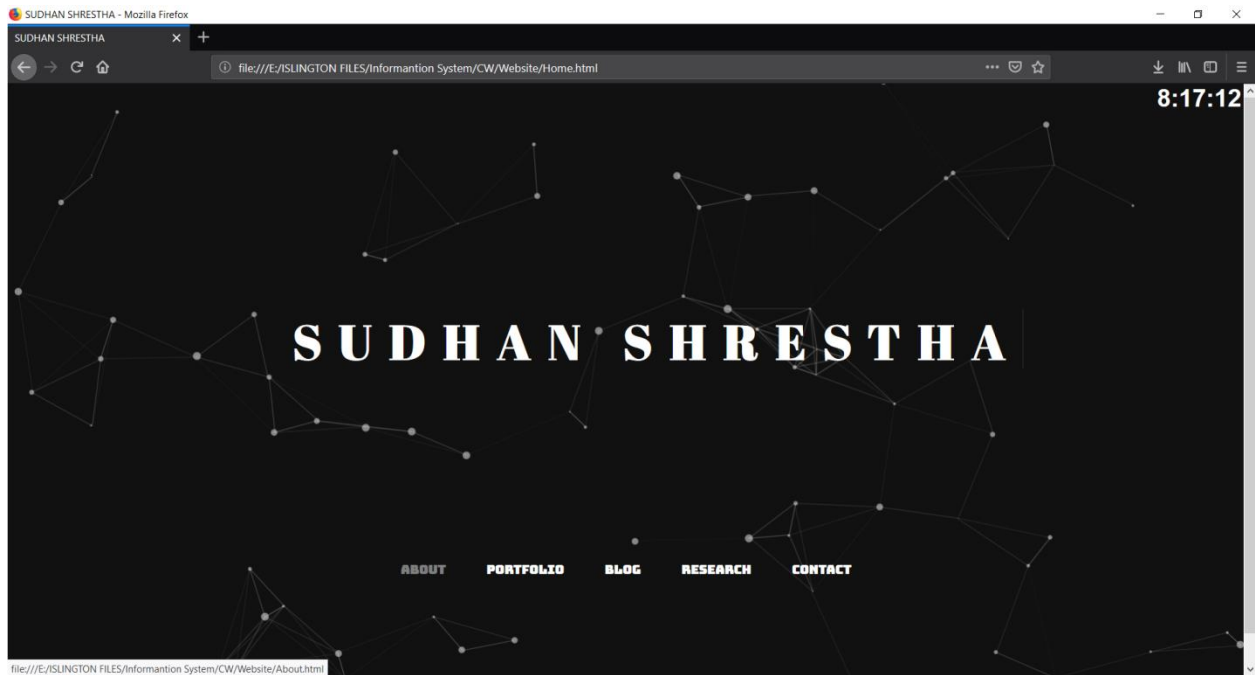 SUDHAN SHRESTHA - Mozilla Firefox
SUDHAN SHRESTHA
file:///E:/ISLINGTON FILES/Informantion System/CW/Website/Home.html
8:17:12
SUDHAN SHRESTHA
ABOUT PORTFOLIO BLOG RESEARCH CONTACT
file:///E:/ISLINGTON FILES/Informantion System/CW/Website/About.html